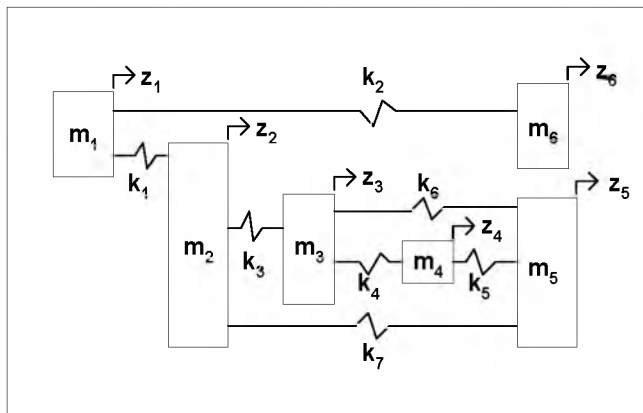 z₁
k₂
z₆
m₁
m₆
k₁
z₂
m₂
z₃
k₆
z₅
k₃
m₃
z₄
m₄
k₄
k₅
m₅
k₇